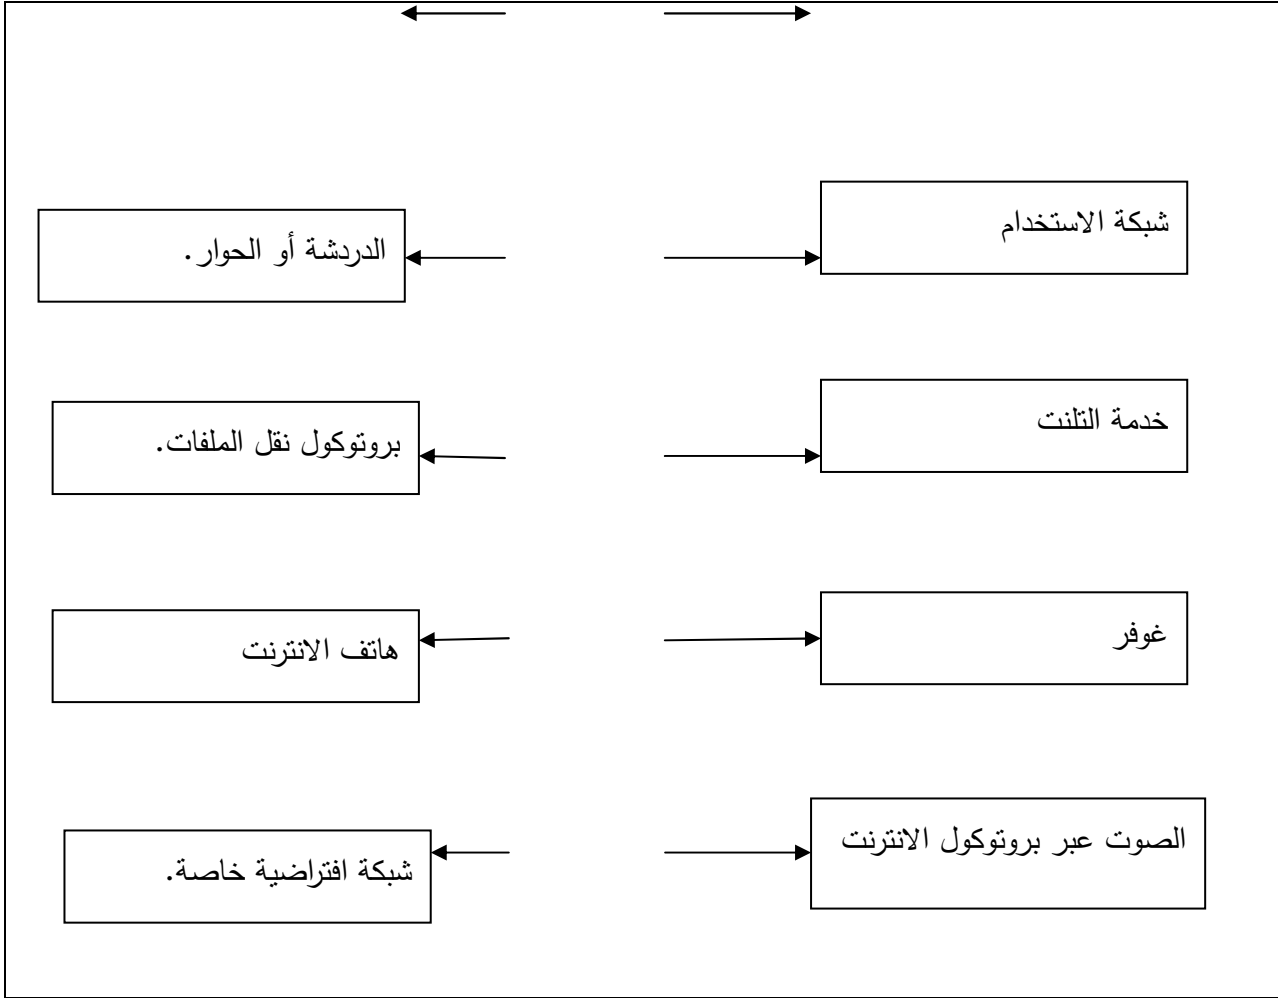 شبكة الاستخدام
الدردشة أو الحوار.
خدمة التلنت
بروتوكول نقل الملفات.
غوفر
هاتف الانترنت
الصوت عبر بروتوكول الانترنت
شبكة افتراضية خاصة.